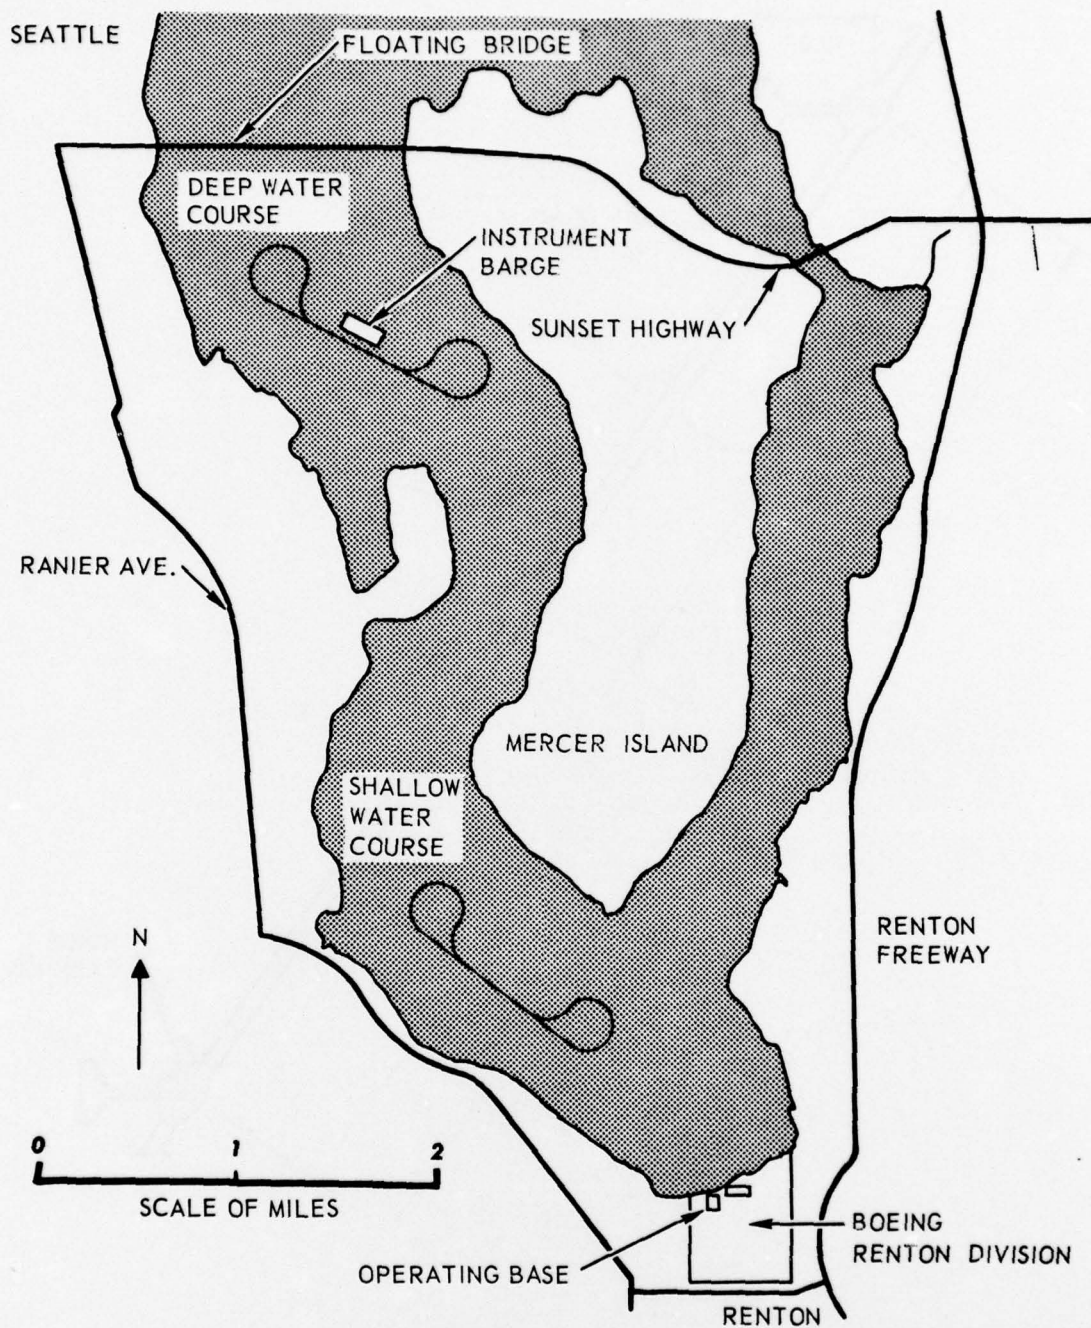 SEATTLE
FLOATING BRIDGE
DEEP WATER
COURSE
INSTRUMENT
BARGE
SUNSET HIGHWAY
RANIER AVE.
MERCER ISLAND
SHALLOW
WATER
COURSE
RENTON
FREEWAY
N
0 1 2
SCALE OF MILES
BOEING
RENTON DIVISION
OPERATING BASE
RENTON